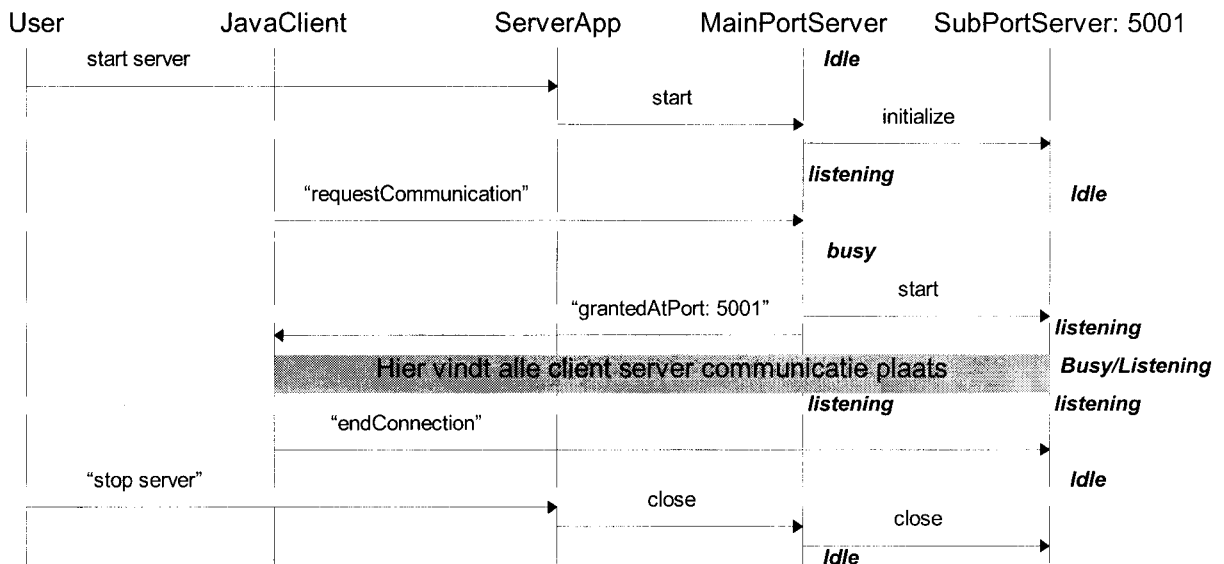 User JavaClient ServerApp MainPortServer SubPortServer: 5001
start server
Idle
start
initialize
listening
“requestCommunication”
Idle
busy
start
“grantedAtPort: 5001”
listening
Hier vindt alle client server communicatie plaats
Busy/Listening
listening
listening
“endConnection”
Idle
“stop server”
close
close
Idle